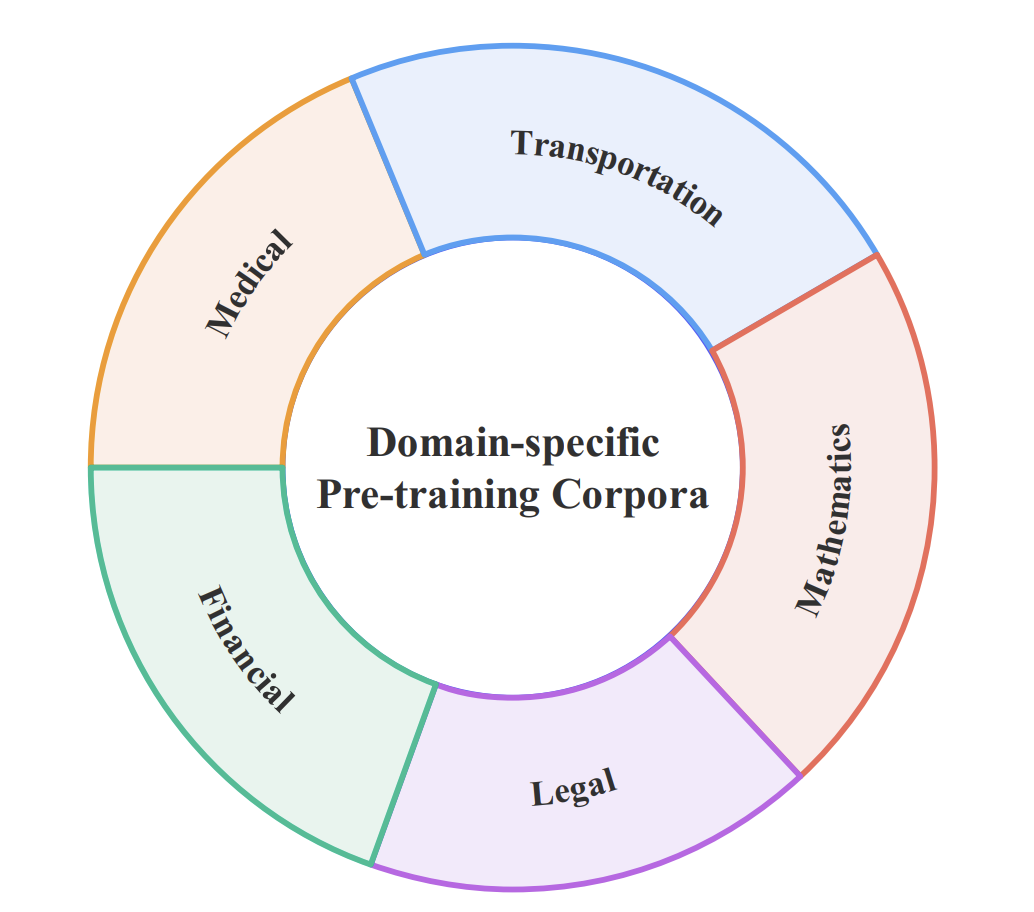 Transportation
Medical
Domain-specific
Pre-training Corpora
Mathematics
Financial
Legal